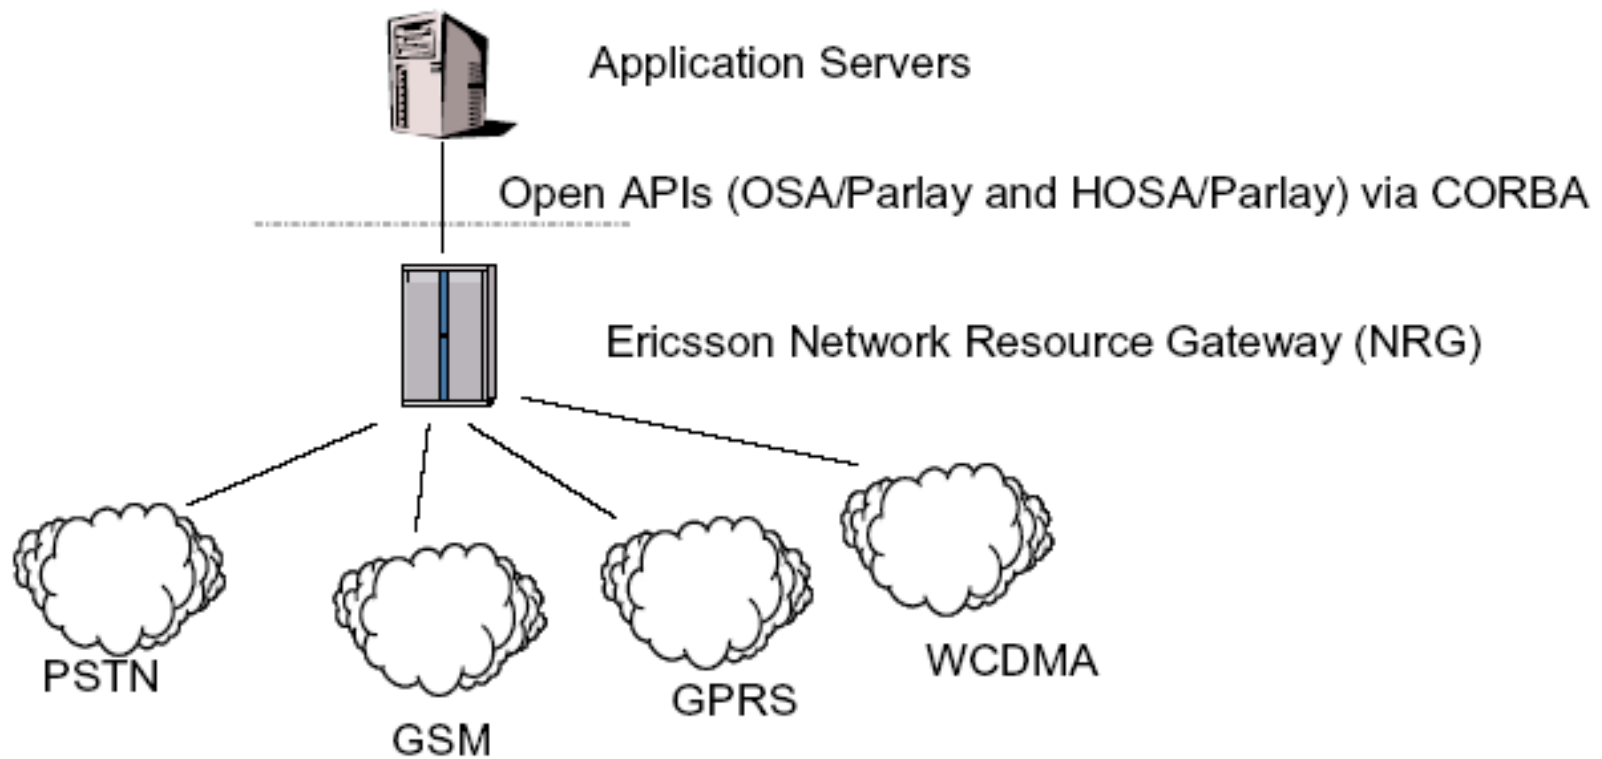 Application Servers
Open APIs (OSA/Parlay and HOSA/Parlay) via CORBA
Ericsson Network Resource Gateway (NRG)
PSTN
GSM
GPRS
WCDMA